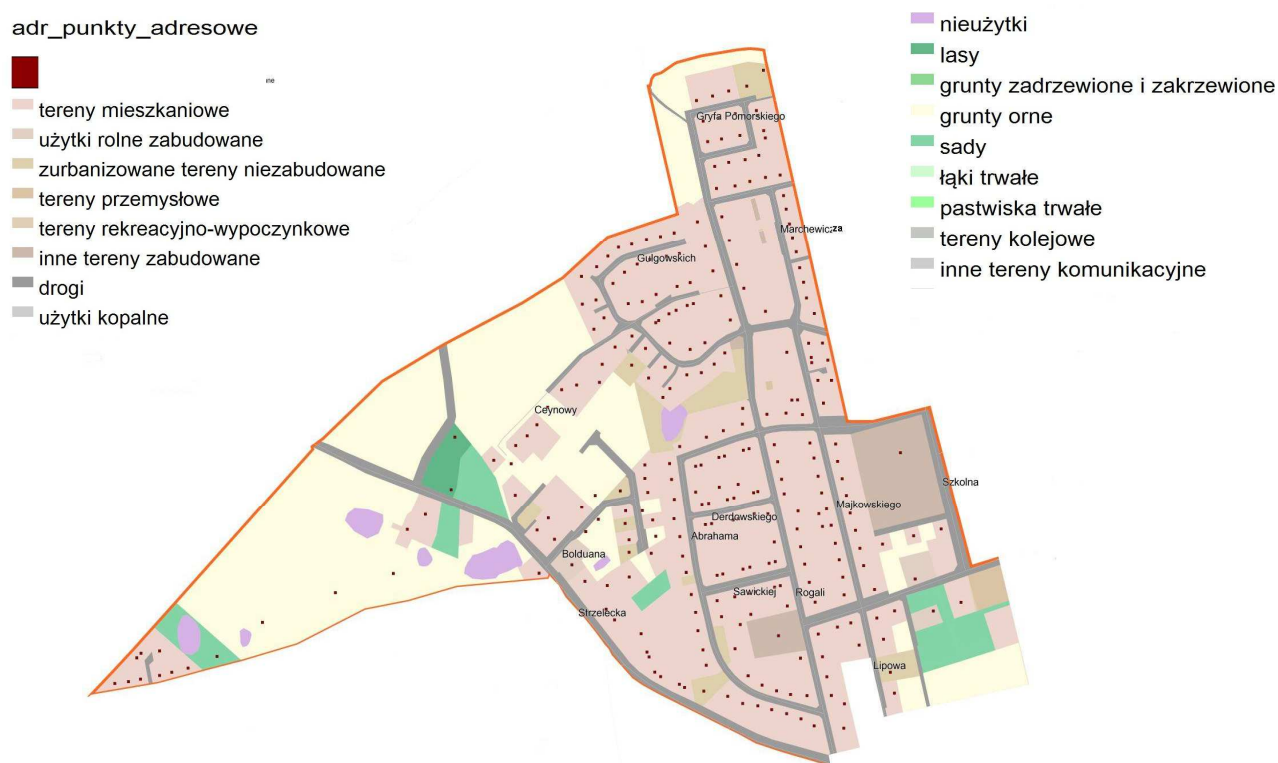 adr_punkty_adresowe
ne
tereny mieszkaniowe
użytki rolne zabudowane
zurbanizowane tereny niezabudowane
tereny przemysłowe
tereny rekreacyjno-wypoczynkowe
inne tereny zabudowane
drogi
użytki kopalne
nieużytki
lasy
grunty zadrzewione i zakrzewione
grunty orne
sady
łąki trwałe
pastwiska trwałe
tereny kolejowe
inne tereny komunikacyjne
Gryfa Pomorskiego
Marchewicza
Gulgowskich
Ceynowy
Szkolna
Majkowskiego
Derdowskiego
Abrahama
Bolduana
Sawickiej
Rogali
Strzelecka
Lipowa